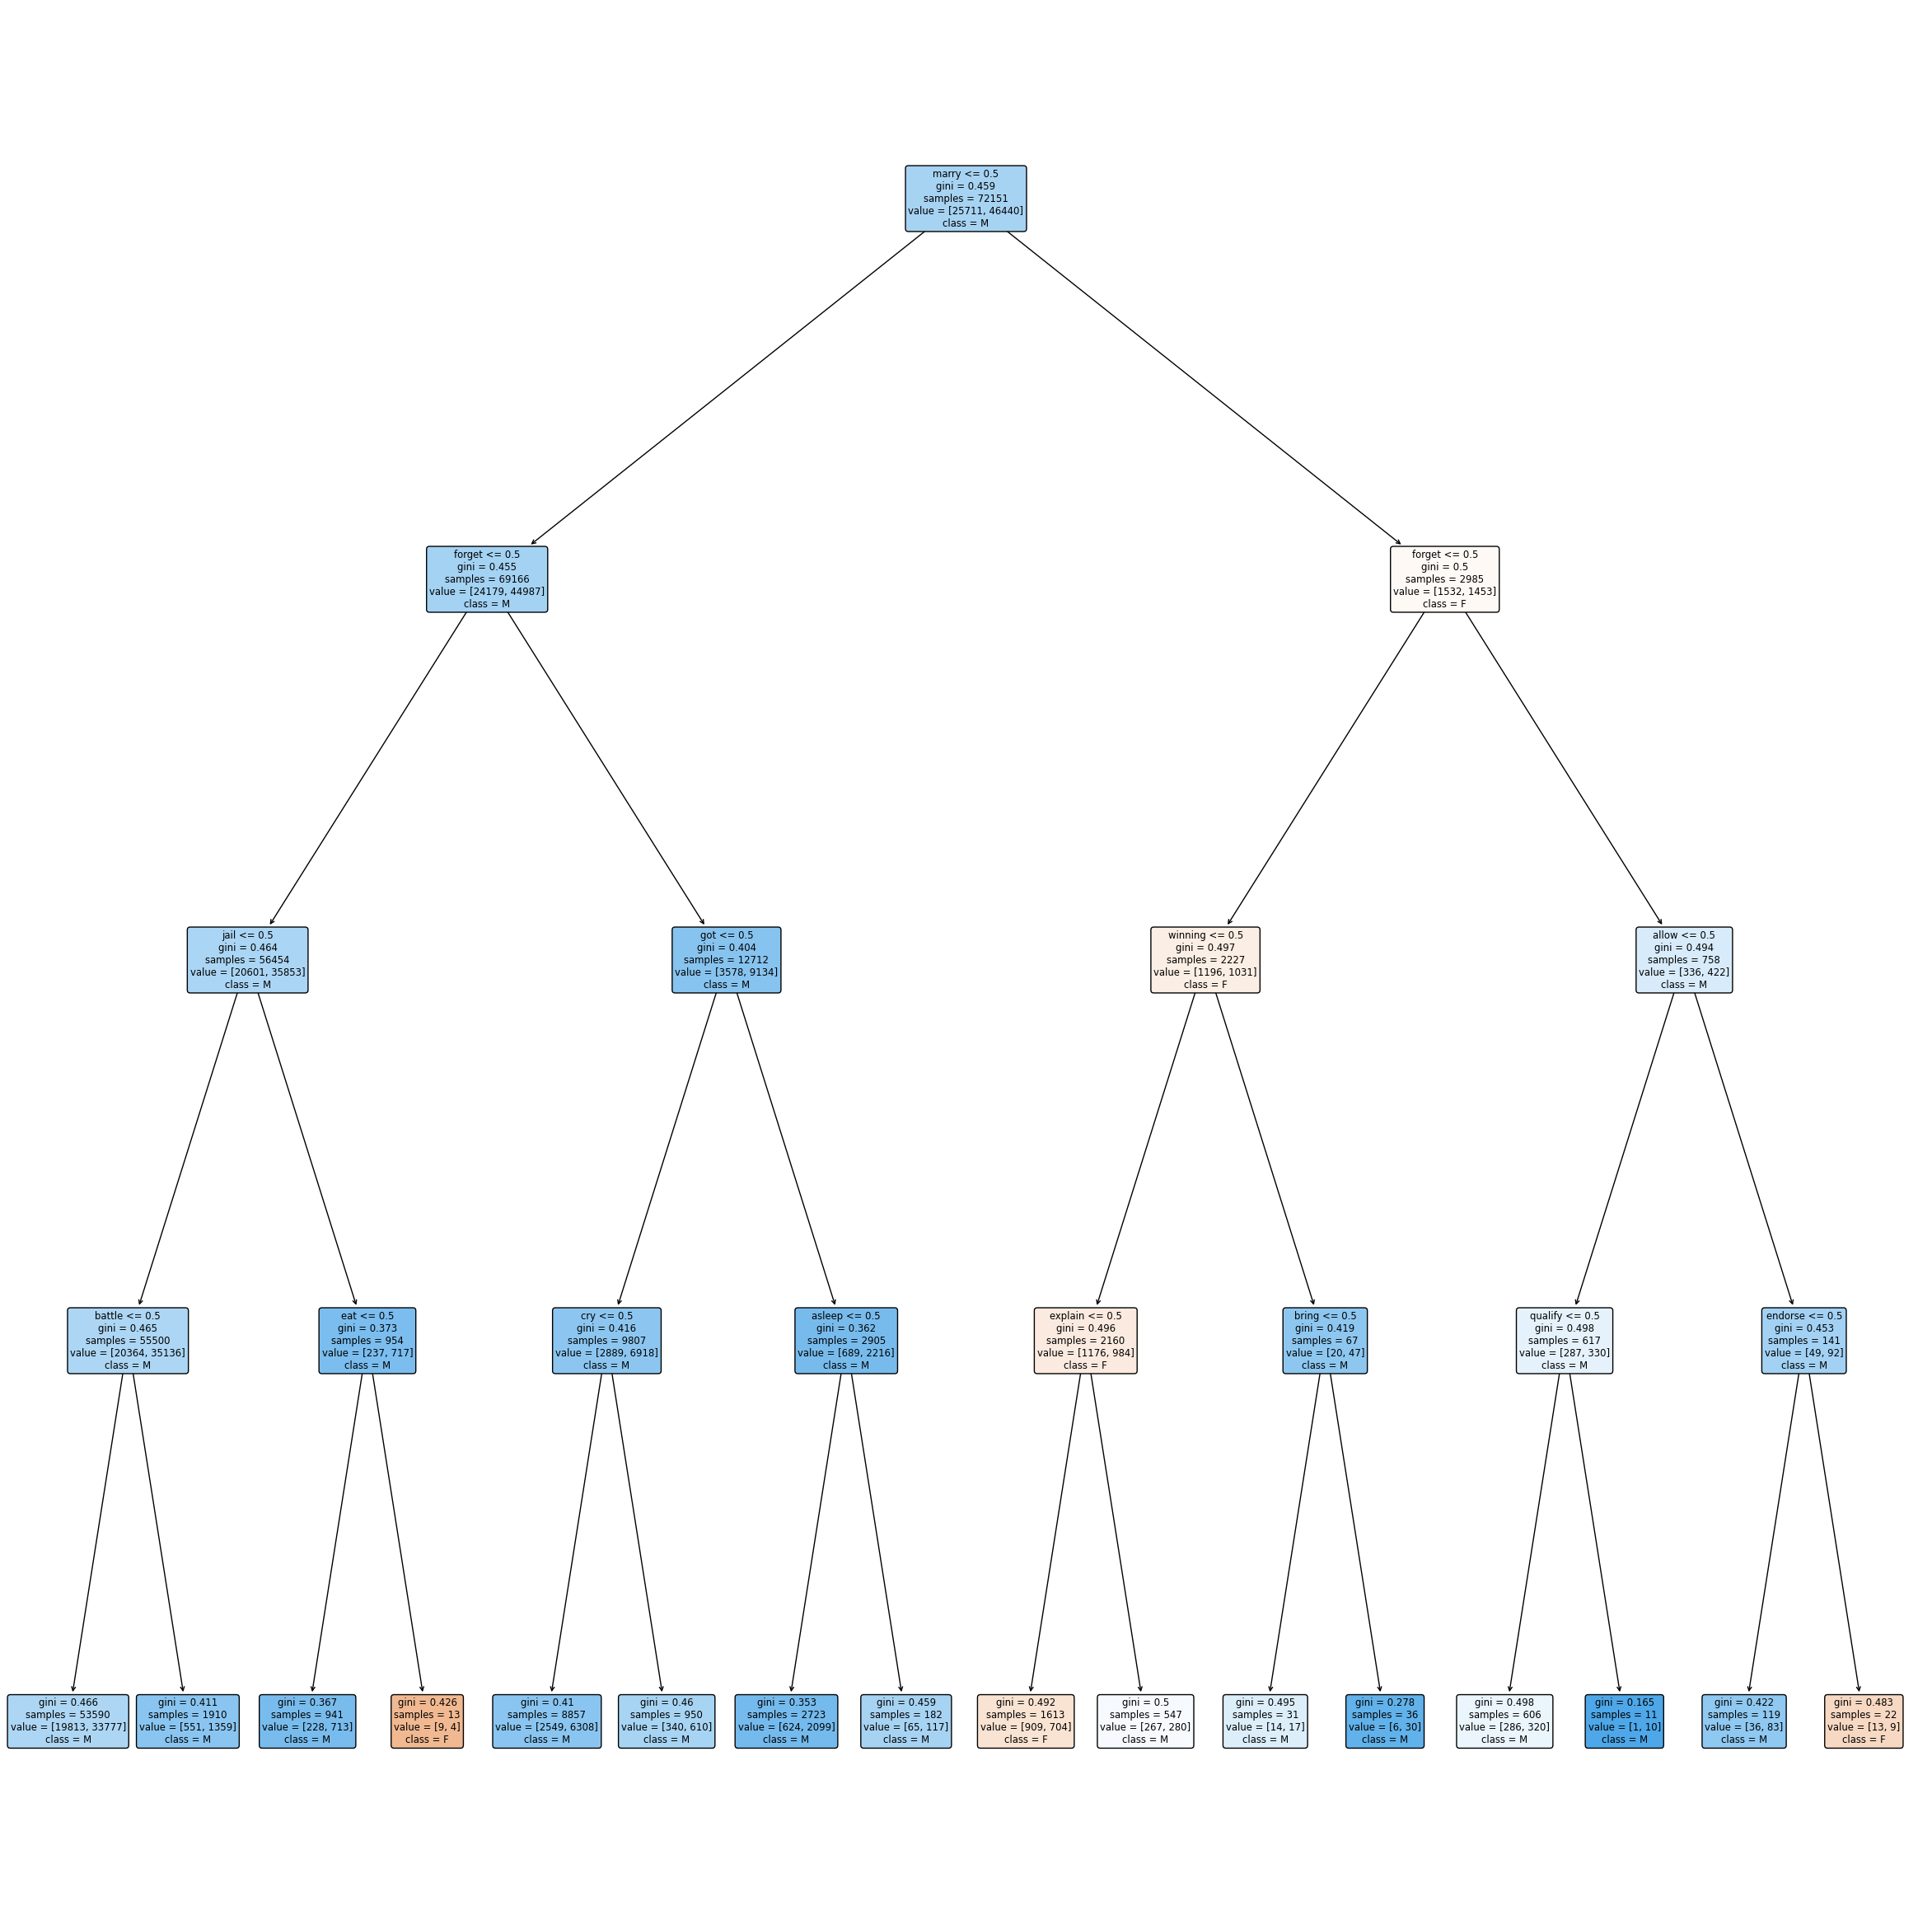 marry <= 0.5
gini = 0.459
samples = 72151
value = [25711, 46440]
class = M
forget <= 0.5
gini = 0.455
samples = 69166
value = [24179, 44987]
class = M
forget <= 0.5
gini = 0.5
samples = 2985
value = [1532, 1453]
class = F
jail <= 0.5
gini = 0.464
samples = 56454
value = [20601, 35853]
class = M
got <= 0.5
gini = 0.404
samples = 12712
value = [3578, 9134]
class = M
winning <= 0.5
gini = 0.497
samples = 2227
value = [1196, 1031]
class = F
allow <= 0.5
gini = 0.494
samples = 758
value = [336, 422]
class = M
battle <= 0.5
gini = 0.465
samples = 55500
value = [20364, 35136]
class = M
eat <= 0.5
gini = 0.373
samples = 954
value = [237, 717]
class = M
cry <= 0.5
gini = 0.416
samples = 9807
value = [2889, 6918]
class = M
asleep <= 0.5
gini = 0.362
samples = 2905
value = [689, 2216]
class = M
explain <= 0.5
gini = 0.496
samples = 2160
value = [1176, 984]
class = F
bring <= 0.5
gini = 0.419
samples = 67
value = [20, 47]
class = M
qualify <= 0.5
gini = 0.498
samples = 617
value = [287, 330]
class = M
endorse <= 0.5
gini = 0.453
samples = 141
value = [49, 92]
class = M
gini = 0.466
samples = 53590
value = [19813, 33777]
class = M
gini = 0.411
samples = 1910
value = [551, 1359]
class = M
gini = 0.367
samples = 941
value = [228, 713]
class = M
gini = 0.426
samples = 13
value = [9, 4]
class = F
gini = 0.41
samples = 8857
value = [2549, 6308]
class = M
gini = 0.46
samples = 950
value = [340, 610]
class = M
gini = 0.353
samples = 2723
value = [624, 2099]
class = M
gini = 0.459
samples = 182
value = [65, 117]
class = M
gini = 0.492
samples = 1613
value = [909, 704]
class = F
gini = 0.5
samples = 547
value = [267, 280]
class = M
gini = 0.495
samples = 31
value = [14, 17]
class = M
gini = 0.278
samples = 36
value = [6, 30]
class = M
gini = 0.498
samples = 606
value = [286, 320]
class = M
gini = 0.165
samples = 11
value = [1, 10]
class = M
gini = 0.422
samples = 119
value = [36, 83]
class = M
gini = 0.483
samples = 22
value = [13, 9]
class = F